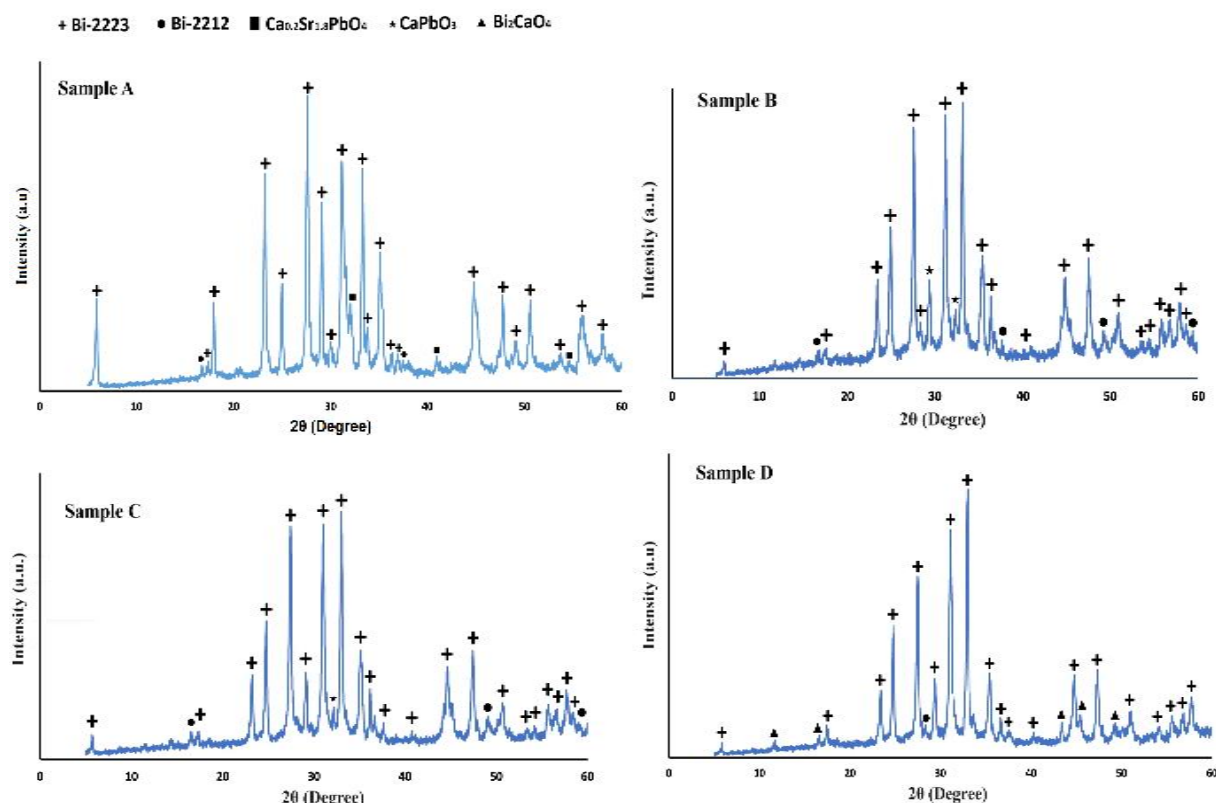 + Bi-2223 ● Bi-2212 ■ Ca₀.₂Sr₁.₈PbO₄ ⋆ CaPbO₃ ▲ Bi₂CaO₄
Sample A
Intensity (a.u)
0 10 20 30 40 50 60
2θ (Degree)
Sample B
Intensity (a.u.)
0 10 20 30 40 50 60
2θ (Degree)
Sample C
Intensity (a.u.)
0 10 20 30 40 50 60
2θ (Degree)
Sample D
Intensity (a.u)
0 10 20 30 40 50 60
2θ (Degree)